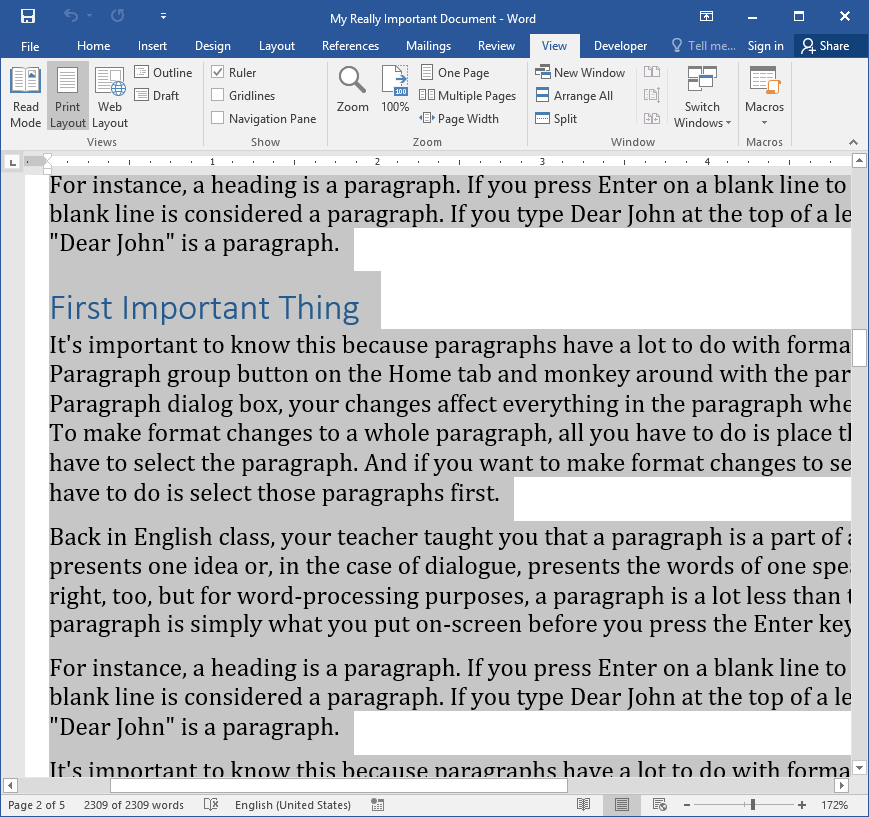 My Really Important Document - Word
File Home Insert Design Layout References Mailings Review View Developer Tell me... Sign in Share
Read Mode
Print Layout
Web Layout
Outline
Draft
Views
Ruler
Gridlines
Navigation Pane
Show
Zoom
100
100%
One Page
Multiple Pages
Page Width
Zoom
New Window
Arrange All
Split
Switch Windows
Window
Macros
Macros
L
1 2 3 4
For instance, a heading is a paragraph. If you press Enter on a blank line to
blank line is considered a paragraph. If you type Dear John at the top of a le
"Dear John" is a paragraph.
First Important Thing
It's important to know this because paragraphs have a lot to do with forma
Paragraph group button on the Home tab and monkey around with the par
Paragraph dialog box, your changes affect everything in the paragraph whe
To make format changes to a whole paragraph, all you have to do is place th
have to select the paragraph. And if you want to make format changes to se
have to do is select those paragraphs first.
Back in English class, your teacher taught you that a paragraph is a part of a
presents one idea or, in the case of dialogue, presents the words of one spea
right, too, but for word-processing purposes, a paragraph is a lot less than t
paragraph is simply what you put on-screen before you press the Enter key
For instance, a heading is a paragraph. If you press Enter on a blank line to
blank line is considered a paragraph. If you type Dear John at the top of a le
"Dear John" is a paragraph.
It's important to know this because paragraphs have a lot to do with forma
Page 2 of 5 2309 of 2309 words English (United States) 172%